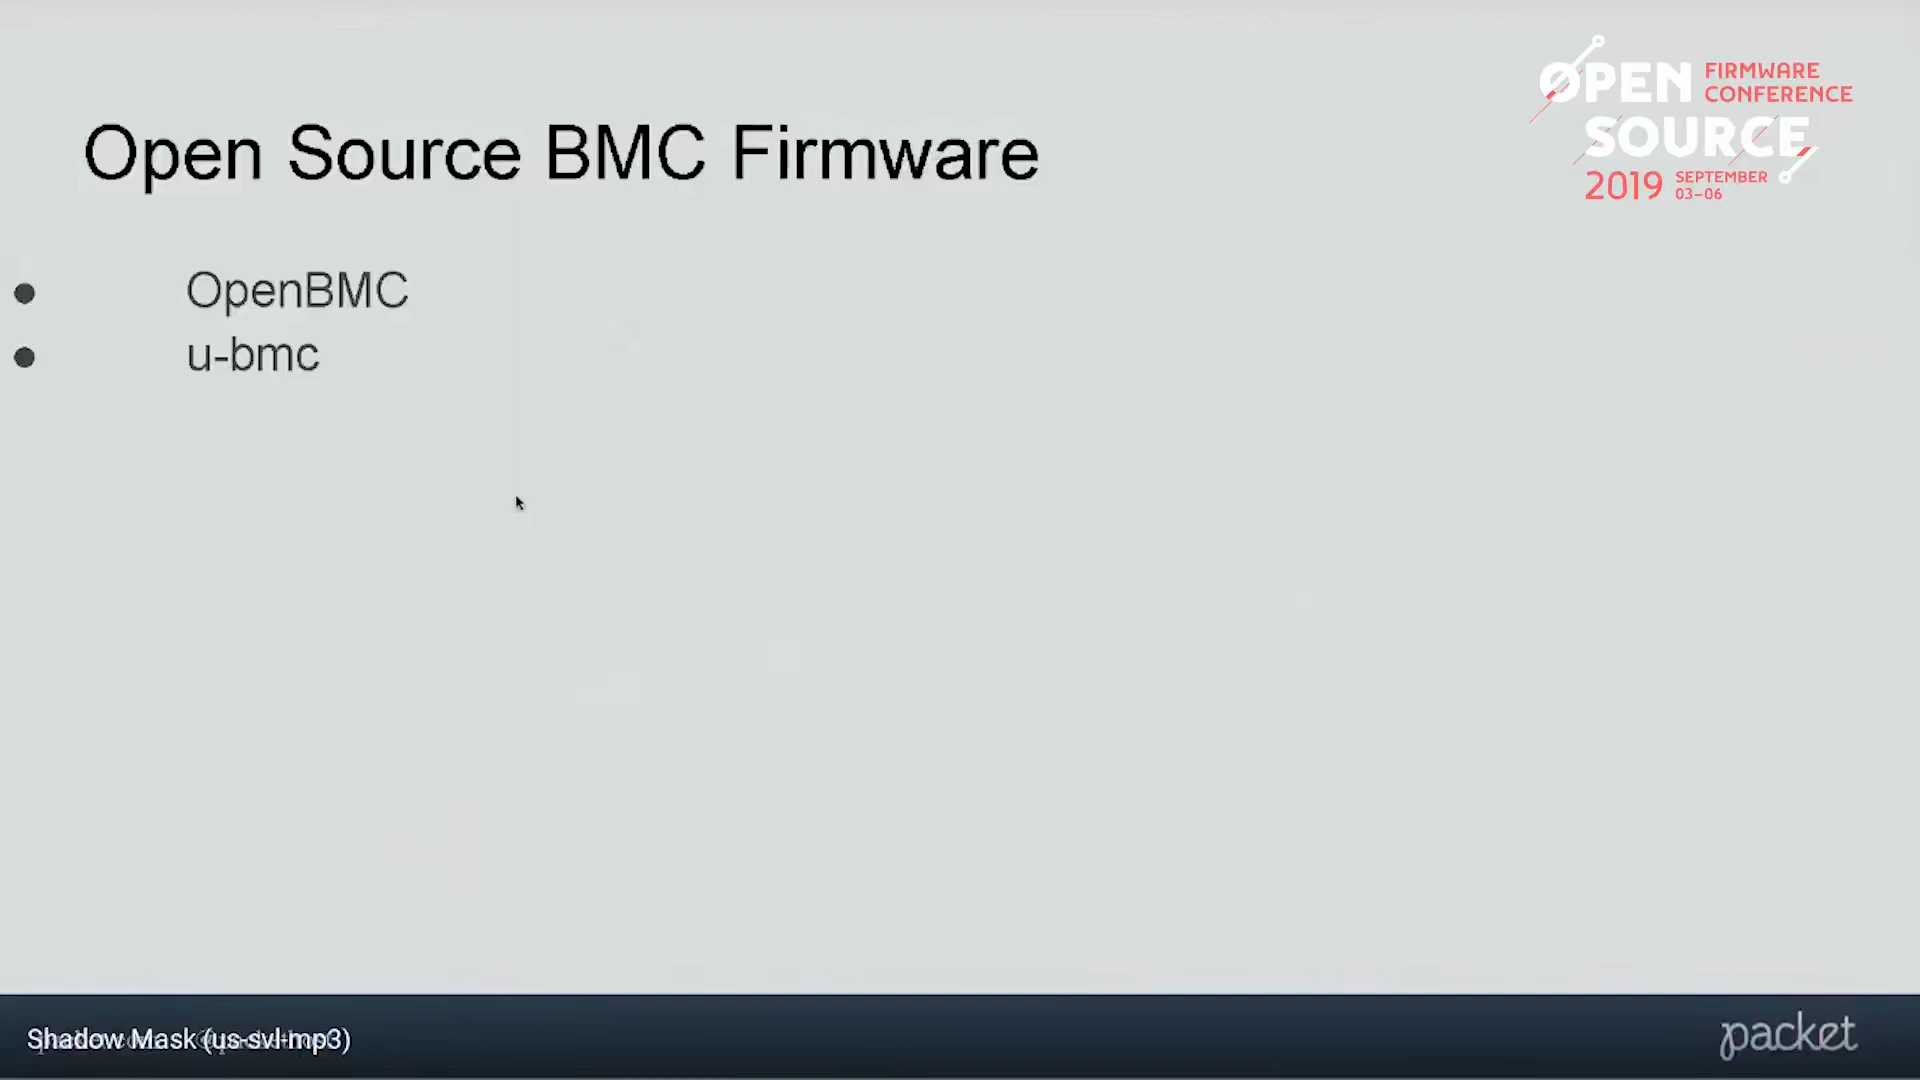 OPEN FIRMWARE
CONFERENCE
SOURCE
2019 SEPTEMBER
03–06
Open Source BMC Firmware
● OpenBMC
● u-bmc
Shadow Mask (us-svl-mp3)
packet